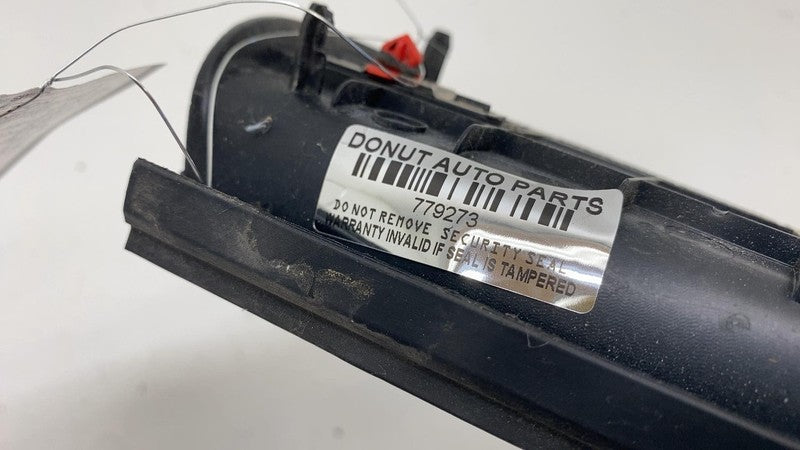 DONUT AUTO PARTS
779273
DO NOT REMOVE SECURITY SEAL
WARRANTY INVALID IF SEAL IS TAMPERED